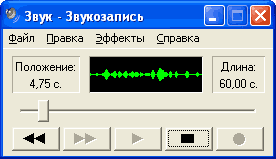 Звук - Звукозапись
Файл Правка Эффекты Справка
Положение:
4,75 с.
Длина:
60,00 с.